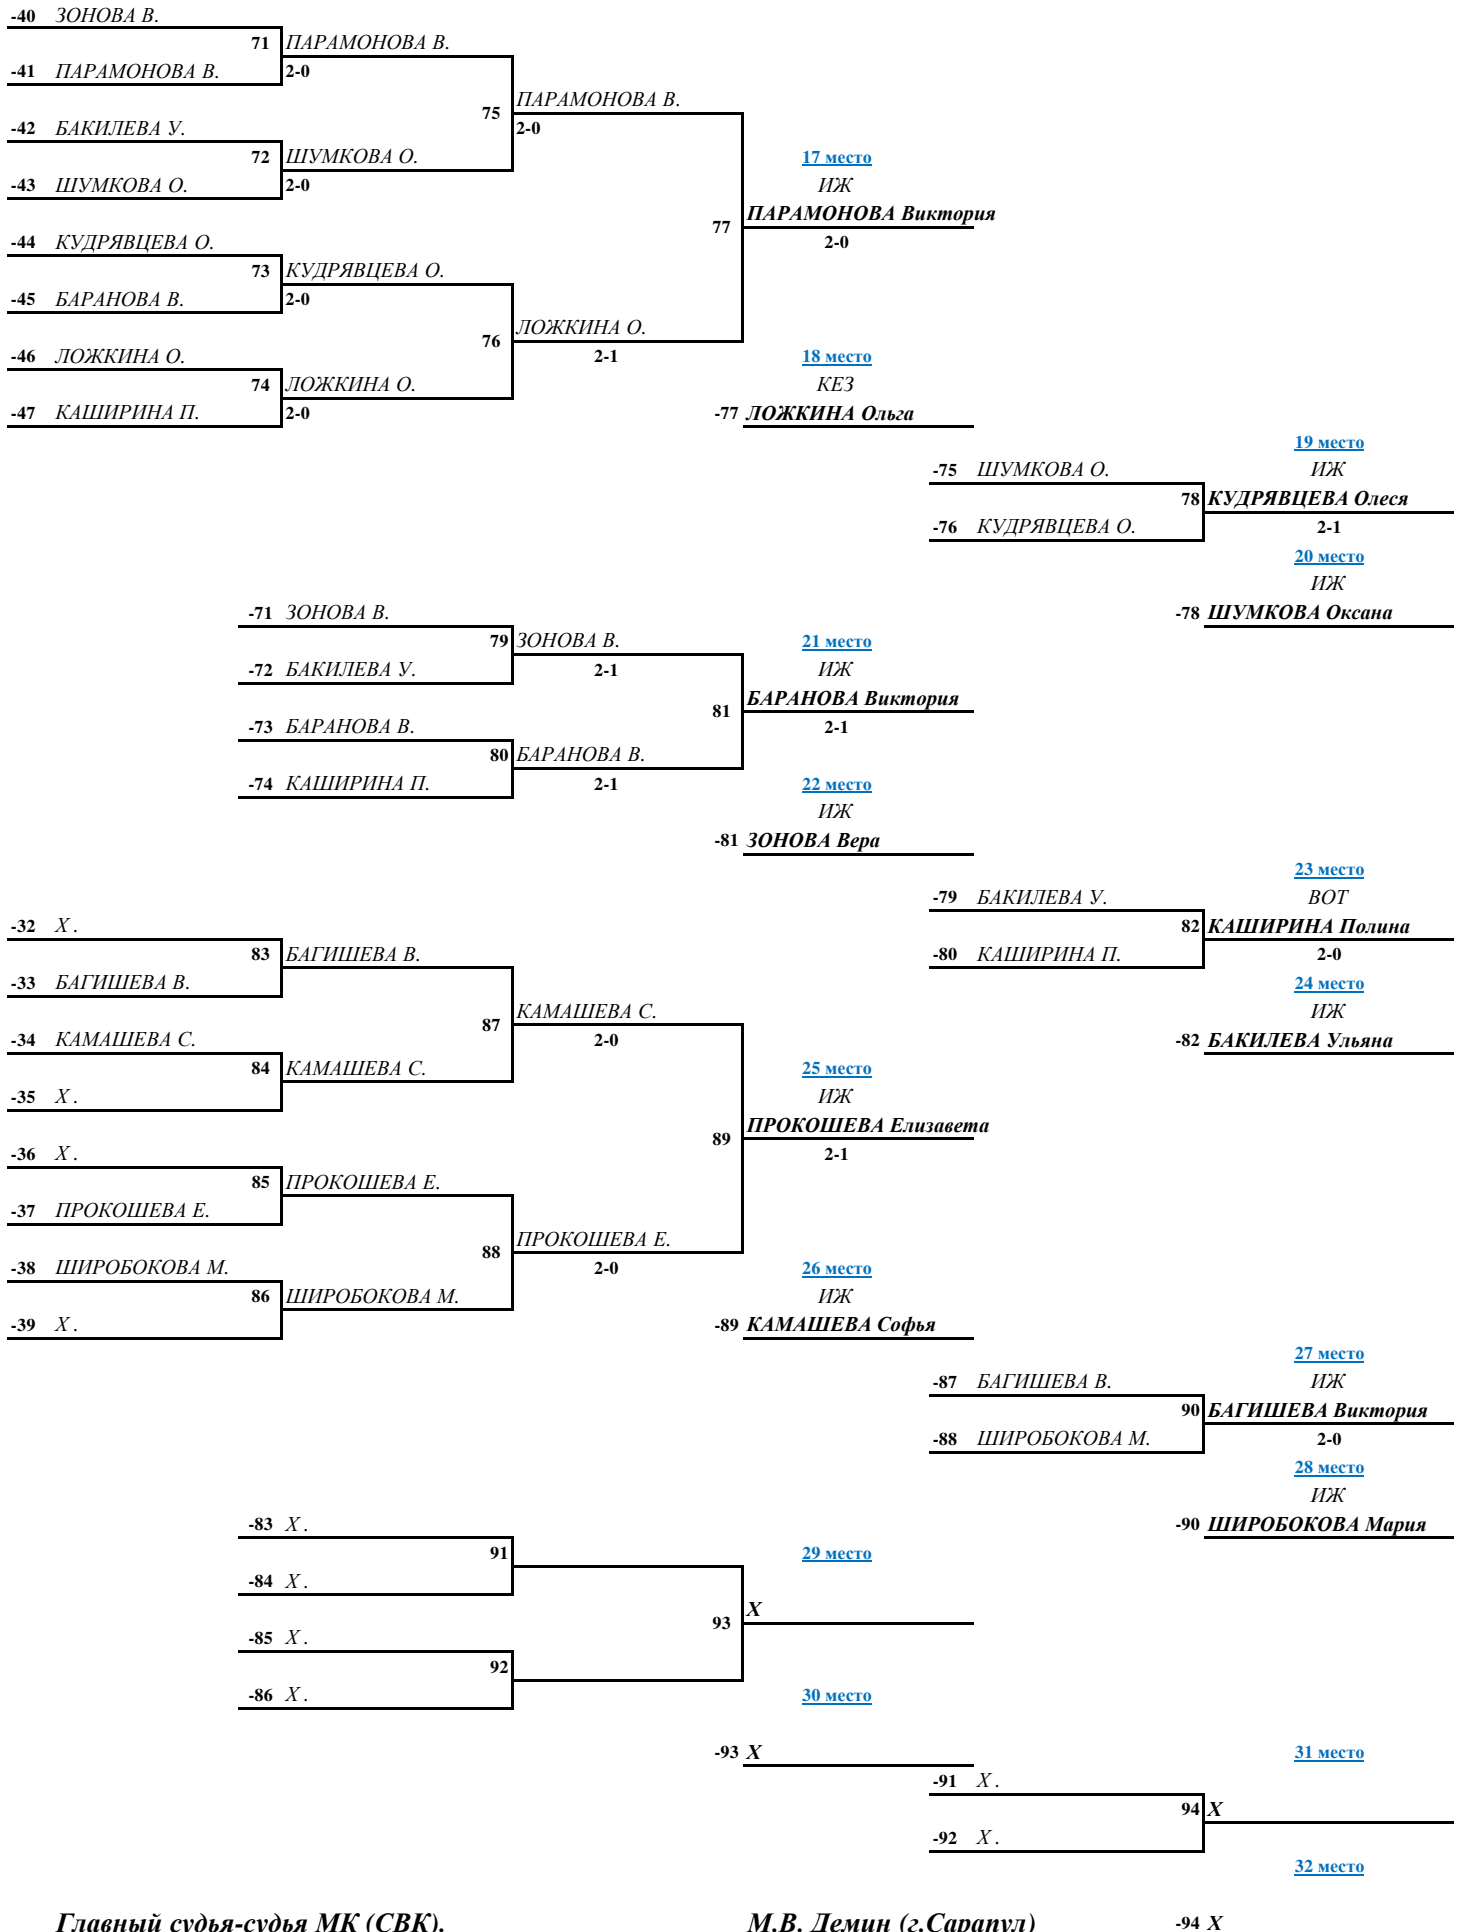 -40 ЗОНОВА В.
71 ПАРАМОНОВА В.
-41 ПАРАМОНОВА В. 2-0
75 ПАРАМОНОВА В.
-42 БАКИЛЕВА У. 2-0
72 ШУМКОВА О. 17 место
-43 ШУМКОВА О. 2-0 ИЖ
77 ПАРАМОНОВА Виктория
-44 КУДРЯВЦЕВА О. 2-0
73 КУДРЯВЦЕВА О.
-45 БАРАНОВА В. 2-0
76 ЛОЖКИНА О.
-46 ЛОЖКИНА О. 2-1 18 место
74 ЛОЖКИНА О. КЕЗ
-47 КАШИРИНА П. 2-0 -77 ЛОЖКИНА Ольга
19 место
-75 ШУМКОВА О. ИЖ
78 КУДРЯВЦЕВА Олеся
-76 КУДРЯВЦЕВА О. 2-1
20 место
ИЖ
-71 ЗОНОВА В. -78 ШУМКОВА Оксана
79 ЗОНОВА В. 21 место
-72 БАКИЛЕВА У. 2-1 ИЖ
81 БАРАНОВА Виктория
-73 БАРАНОВА В. 2-1
80 БАРАНОВА В.
-74 КАШИРИНА П. 2-1 22 место
ИЖ
-81 ЗОНОВА Вера
23 место
-79 БАКИЛЕВА У. ВОТ
-32 Х . 82 КАШИРИНА Полина
83 БАГИШЕВА В. -80 КАШИРИНА П. 2-0
-33 БАГИШЕВА В. 24 место
87 КАМАШЕВА С. ИЖ
-34 КАМАШЕВА С. 2-0 -82 БАКИЛЕВА Ульяна
84 КАМАШЕВА С. 25 место
-35 Х . ИЖ
89 ПРОКОШЕВА Елизавета
-36 Х . 2-1
85 ПРОКОШЕВА Е.
-37 ПРОКОШЕВА Е.
88 ПРОКОШЕВА Е.
-38 ШИРОБОКОВА М. 2-0 26 место
86 ШИРОБОКОВА М. ИЖ
-39 Х . -89 КАМАШЕВА Софья
27 место
-87 БАГИШЕВА В. ИЖ
90 БАГИШЕВА Виктория
-88 ШИРОБОКОВА М. 2-0
28 место
ИЖ
-83 Х . -90 ШИРОБОКОВА Мария
91 29 место
-84 Х .
93 Х
-85 Х .
92
-86 Х . 30 место
-93 Х 31 место
-91 Х .
94 Х
-92 Х .
32 место
Главный судья-судья МК (СВК). М.В. Демин (г.Сарапул) -94 Х